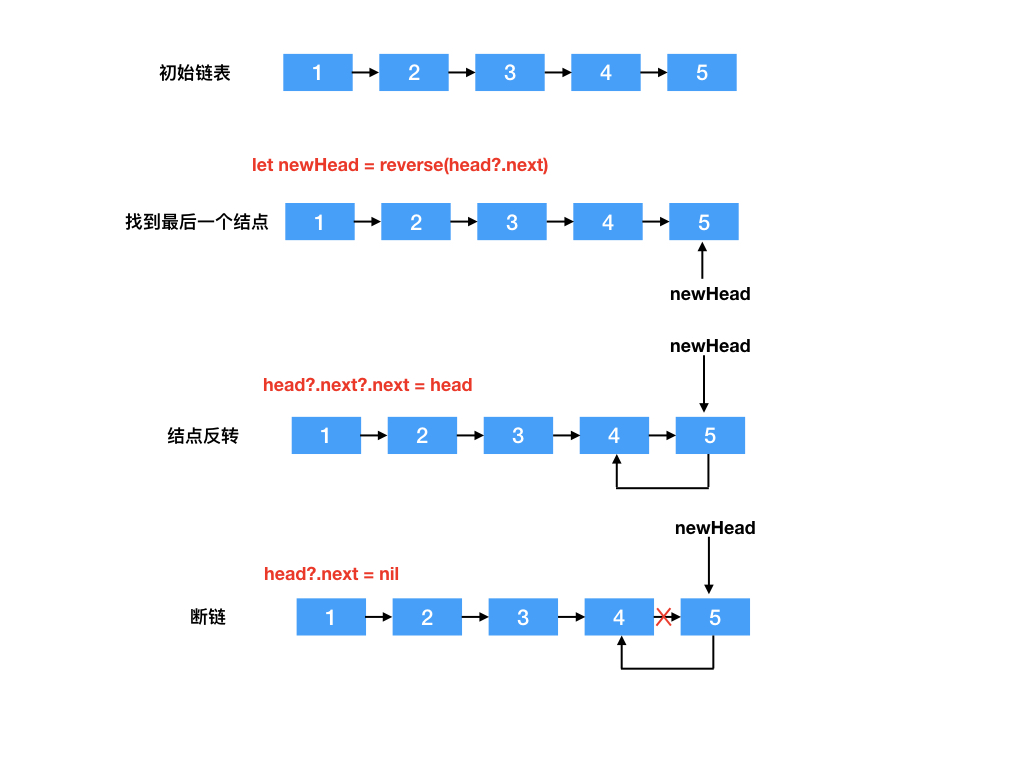 初始链表 1 2 3 4 5
let newHead = reverse(head?.next)
找到最后一个结点 1 2 3 4 5
newHead
newHead
head?.next?.next = head
结点反转 1 2 3 4 5
newHead
head?.next = nil
断链 1 2 3 4 5